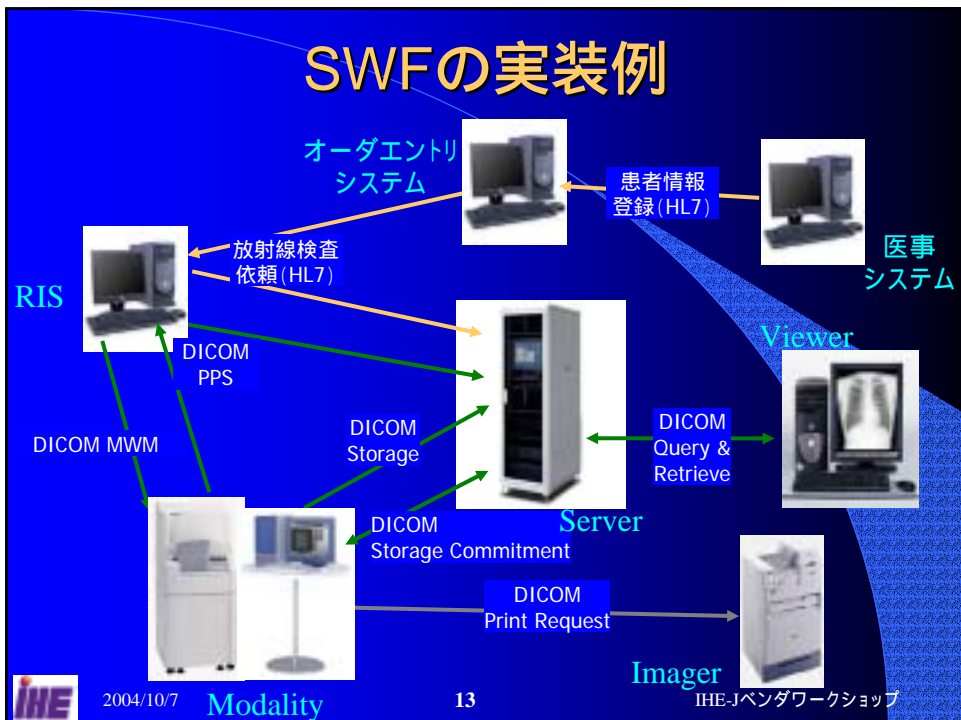 SWFの実装例
オーダエントリ
システム
患者情報
登録(HL7)
医事
システム
放射線検査
依頼(HL7)
RIS
Viewer
DICOM
PPS
DICOM MWM
DICOM
Storage
DICOM
Query &
Retrieve
Server
DICOM
Storage Commitment
DICOM
Print Request
Imager
Modality
IHE
2004/10/7
13
IHE-Jベンダワークショップ